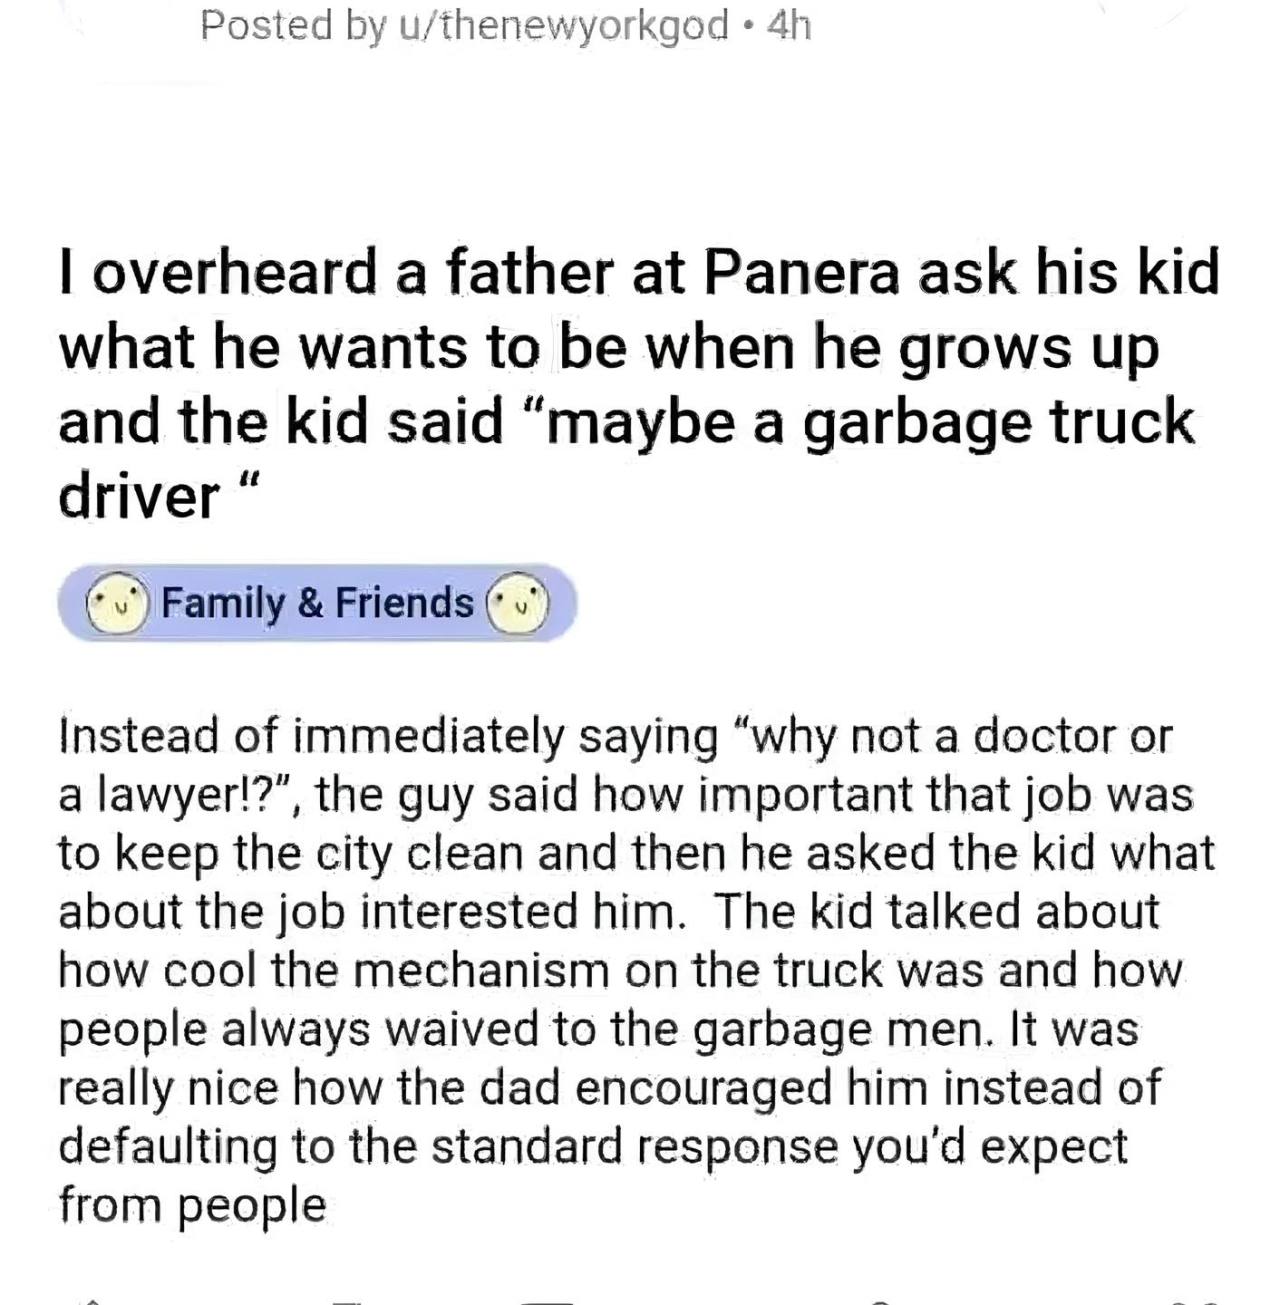 Posted by u/thenewyorkgod • 4h
I overheard a father at Panera ask his kid
what he wants to be when he grows up
and the kid said “maybe a garbage truck
driver “
Family & Friends
Instead of immediately saying “why not a doctor or
a lawyer!?”, the guy said how important that job was
to keep the city clean and then he asked the kid what
about the job interested him.  The kid talked about
how cool the mechanism on the truck was and how
people always waived to the garbage men. It was
really nice how the dad encouraged him instead of
defaulting to the standard response you'd expect
from people